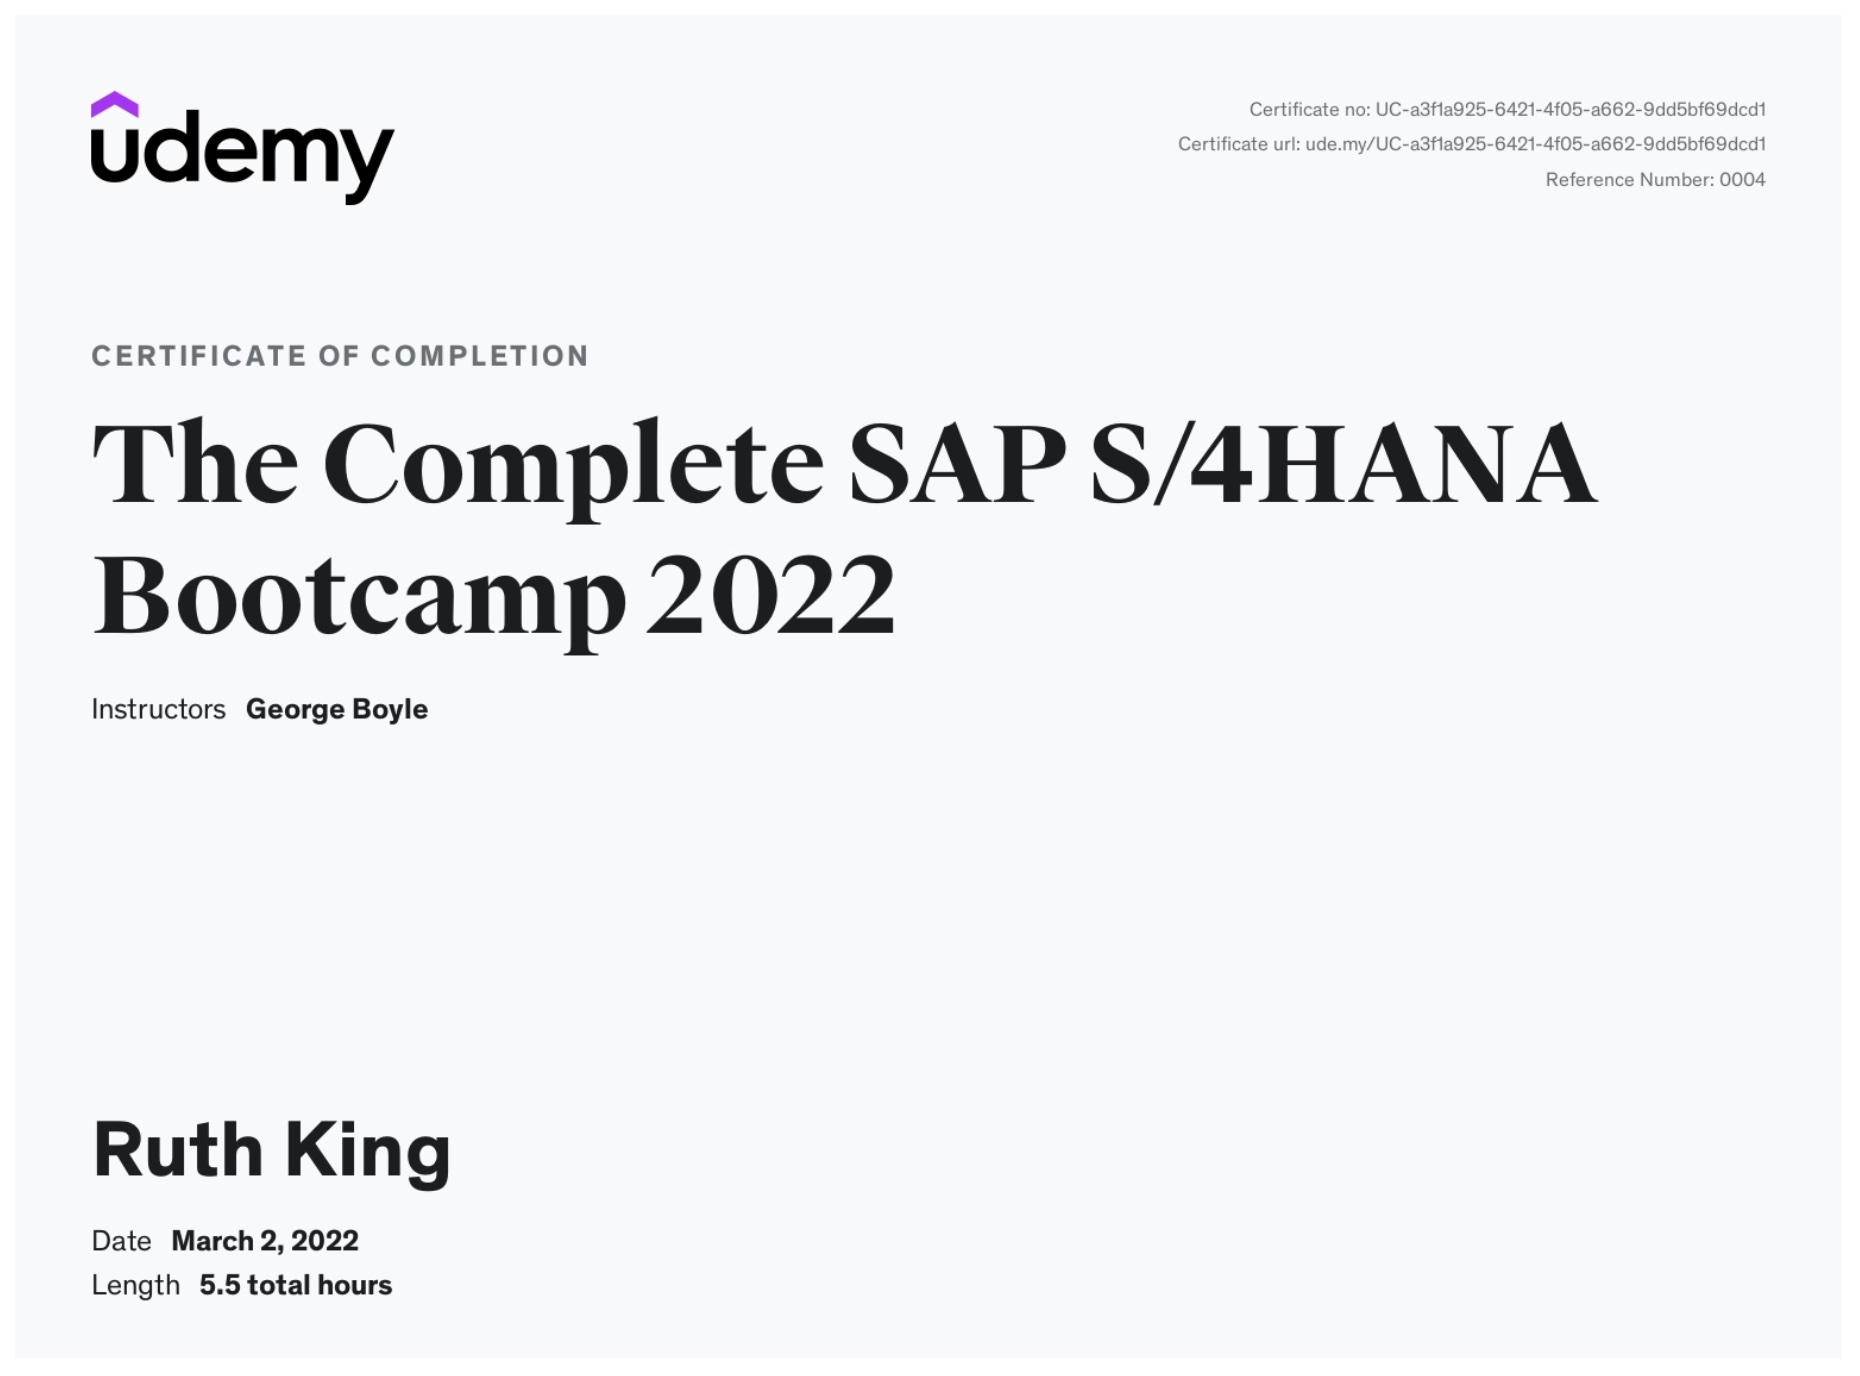 udemy
Certificate no: UC-a3f1a925-6421-4f05-a662-9dd5bf69dcd1
Certificate url: ude.my/UC-a3f1a925-6421-4f05-a662-9dd5bf69dcd1
Reference Number: 0004
CERTIFICATE OF COMPLETION
The Complete SAP S/4HANA
Bootcamp 2022
Instructors George Boyle
Ruth King
Date March 2, 2022
Length 5.5 total hours